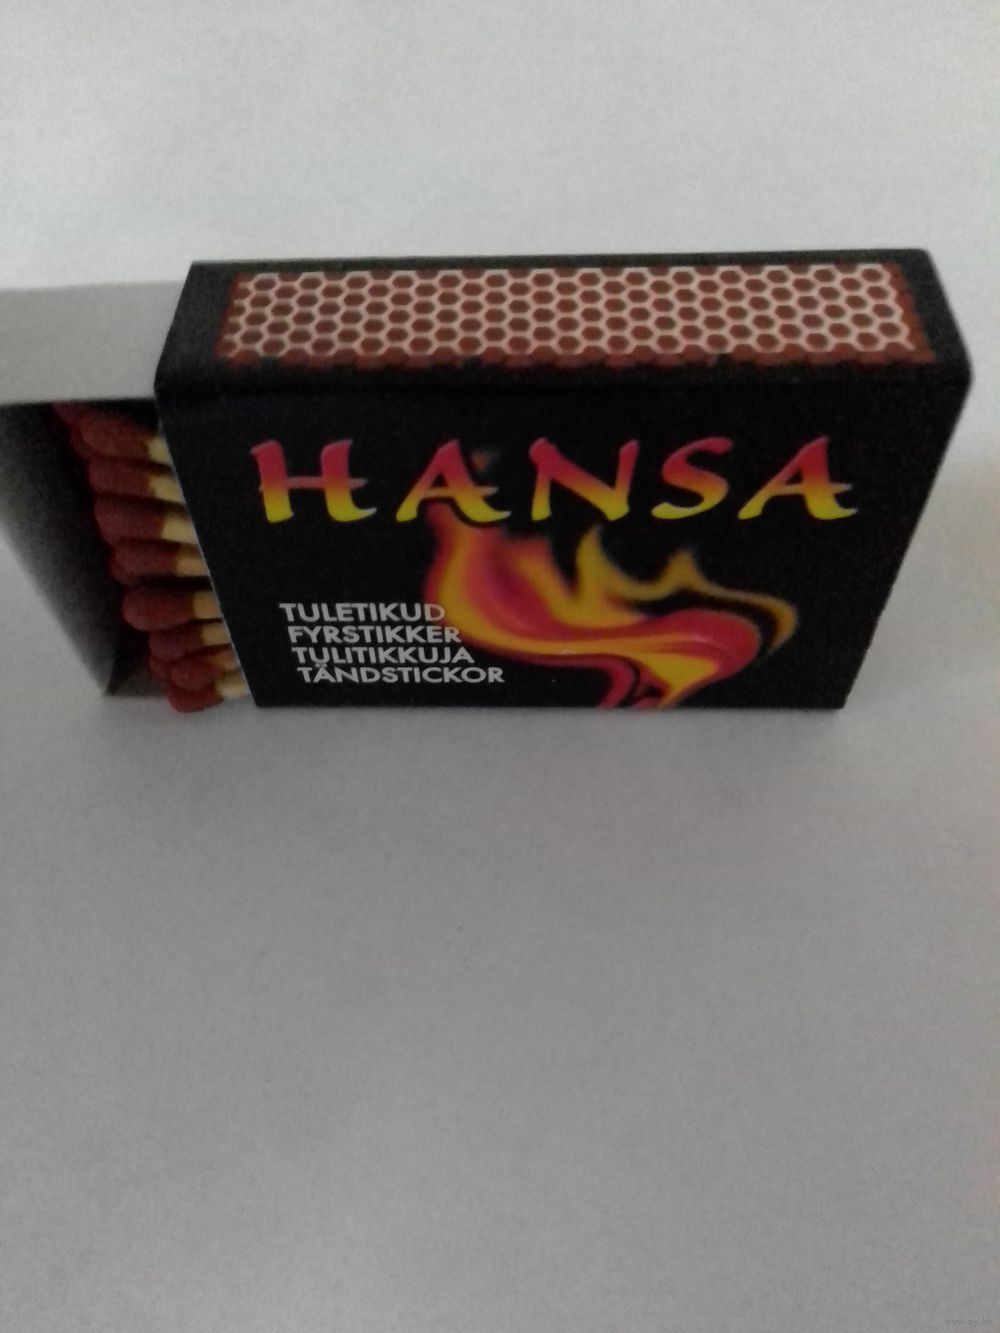 HANSA
TULETIKUD
FYRSTIKKER
TULITIKKUJA
TÄNDSTICKOR